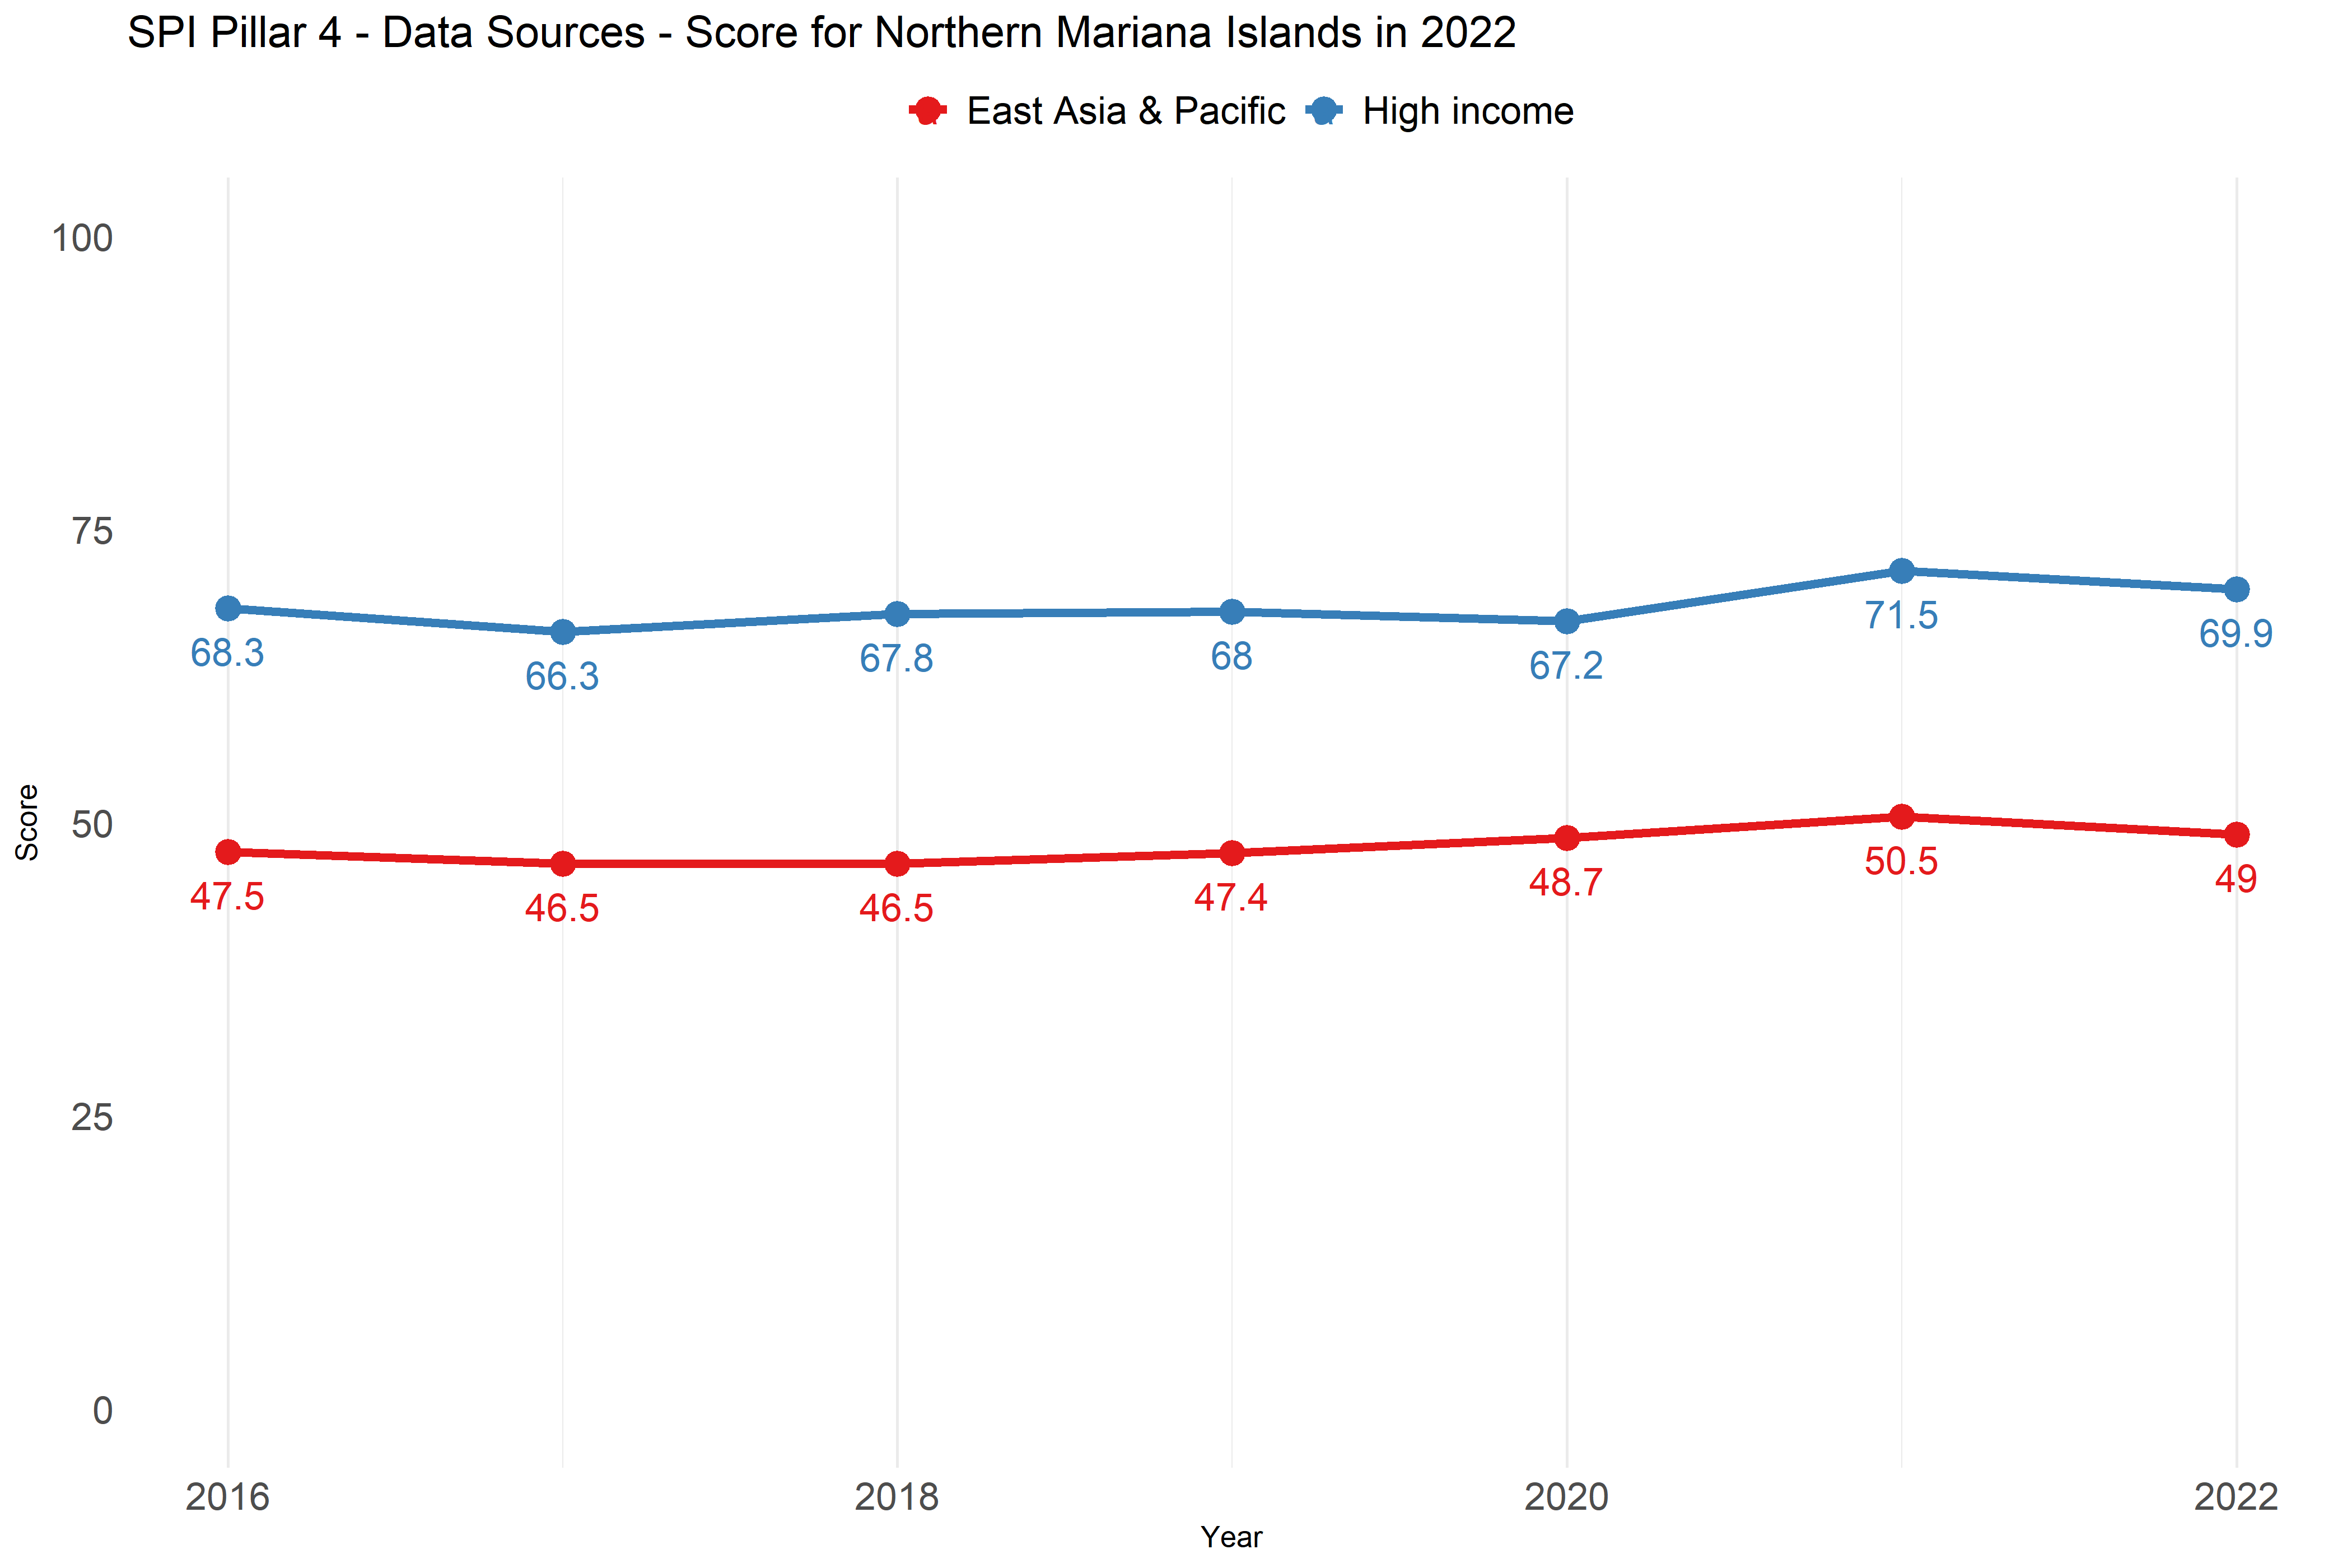 SPI Pillar 4 - Data Sources - Score for Northern Mariana Islands in 2022
East Asia & Pacific High income
100
75
50
25
0
Score
68.3 66.3 67.8 68 67.2 71.5 69.9
47.5 46.5 46.5 47.4 48.7 50.5 49
2016 2018 2020 2022
Year